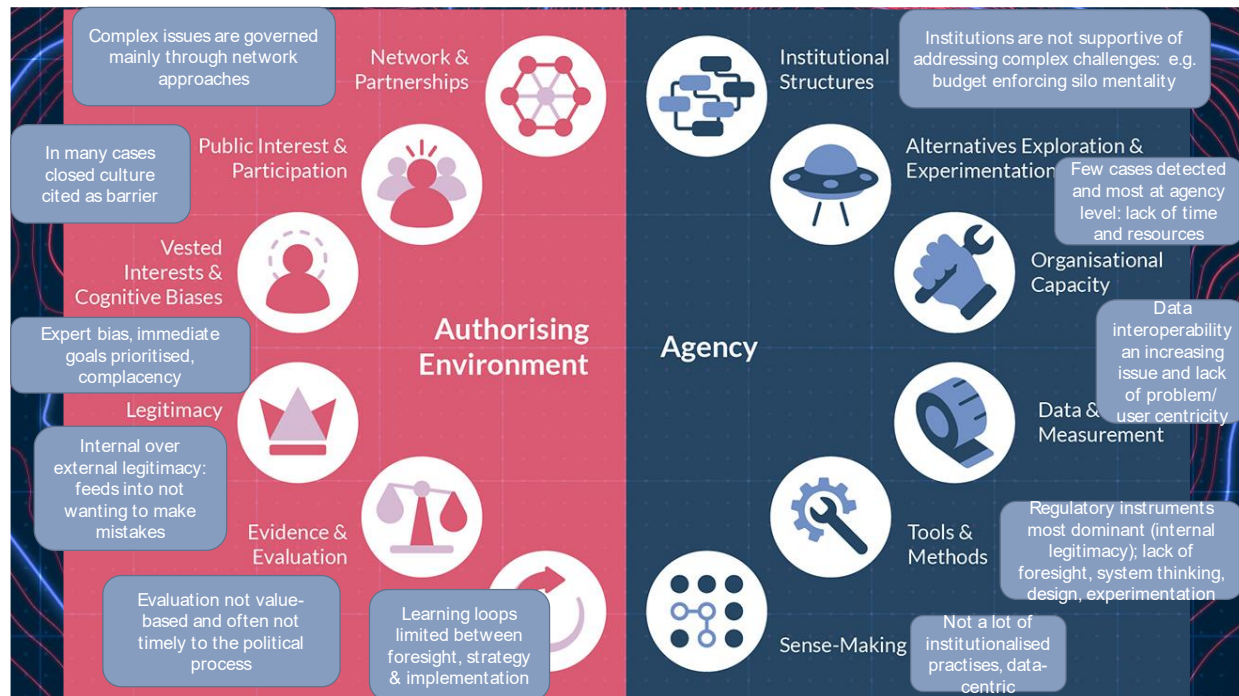 Complex issues are governed
mainly through network
approaches
Network &
Partnerships
In many cases
closed culture
cited as barrier
Public Interest &
Participation
Vested
Interests &
Cognitive Biases
Expert bias, immediate
goals prioritised,
complacency
Authorising
Environment
Legitimacy
Internal over
external legitimacy:
feeds into not
wanting to make
mistakes
Evidence &
Evaluation
Evaluation not value-
based and often not
timely to the political
process
Learning loops
limited between
foresight, strategy
& implementation
Institutional
Structures
Institutions are not supportive of
addressing complex challenges:  e.g.
budget enforcing silo mentality
Alternatives Exploration &
Experimentation
Few cases detected
and most at agency
level: lack of time
and resources
Organisational
Capacity
Agency
Data
interoperability
an increasing
issue and lack
of problem/
user centricity
Data &
Measurement
Tools &
Methods
Regulatory instruments
most dominant (internal
legitimacy); lack of
foresight, system thinking,
design, experimentation
Sense-Making
Not a lot of
institutionalised
practises, data-
centric